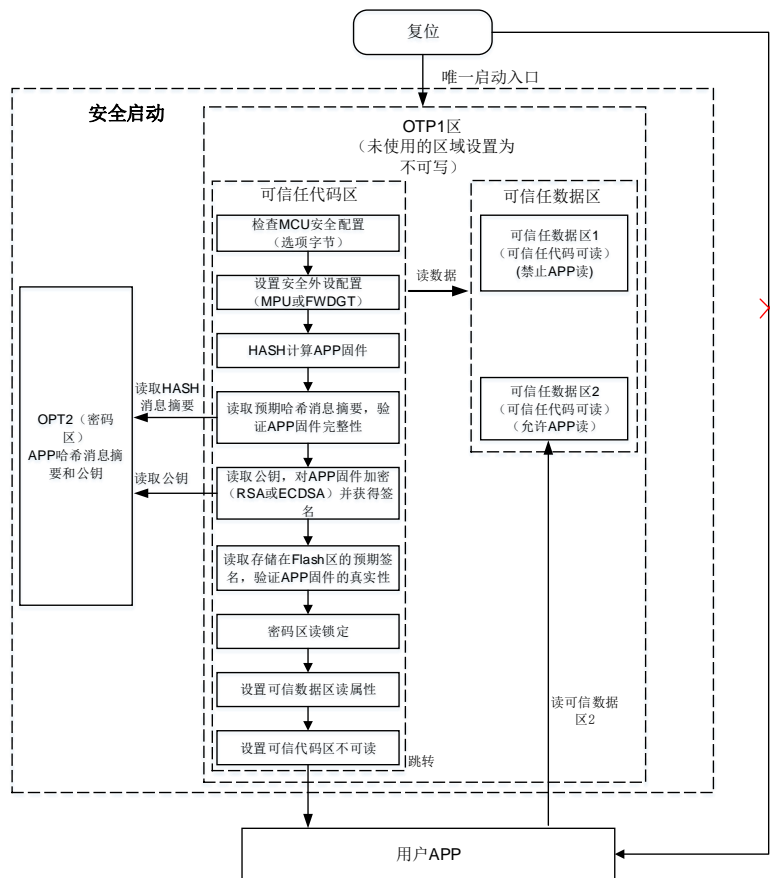 复位
唯一启动入口
安全启动
OTP1区
（未使用的区域设置为
不可写）
可信任代码区
检查MCU安全配置
（选项字节）
设置安全外设配置
（MPU或FWDGT）
HASH计算APP固件
读取预期哈希消息摘要，验
证APP固件完整性
读取公钥，对APP固件加密
（RSA或ECDSA）并获得签
名
读取存储在Flash区的预期签
名，验证APP固件的真实性
密码区读锁定
设置可信数据区读属性
设置可信代码区不可读
跳转
读数据
可信任数据区
可信任数据区1
（可信任代码可读）
(禁止APP读)
可信任数据区2
（可信任代码可读）
（允许APP读）
读取HASH
消息摘要
读取公钥
OPT2（密码
区）
APP哈希消息摘
要和公钥
读可信数据
区2
用户APP